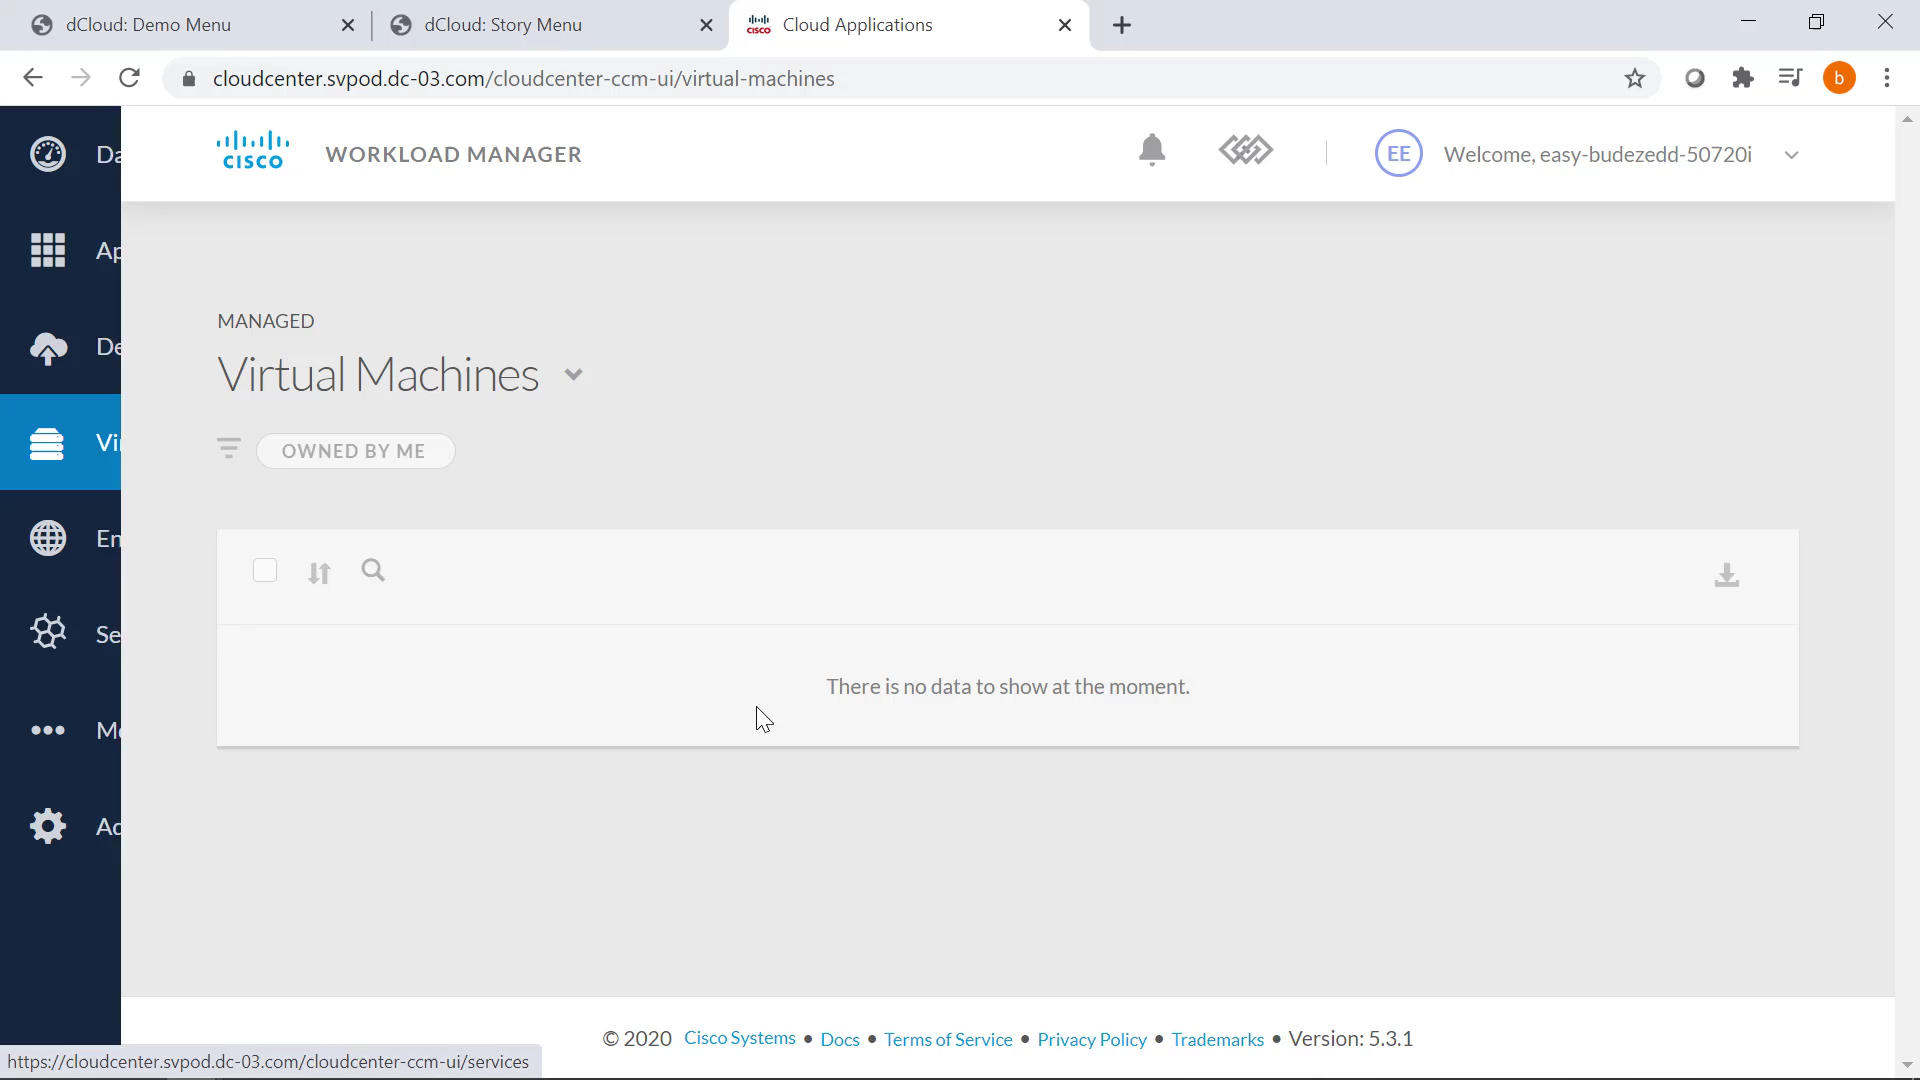 dCloud: Demo Menu
dCloud: Story Menu
CISCO
Cloud Applications
cloudcenter.svpod.dc-03.com/cloudcenter-ccm-ui/virtual-machines
b
Da
CISCO
WORKLOAD MANAGER
EE
Welcome, easy-budezedd-50720i
Ap
MANAGED
De
Virtual Machines
Vi
OWNED BY ME
En
Se
There is no data to show at the moment.
Mo
Ad
© 2020 Cisco Systems • Docs • Terms of Service • Privacy Policy • Trademarks • Version: 5.3.1
https://cloudcenter.svpod.dc-03.com/cloudcenter-ccm-ui/services